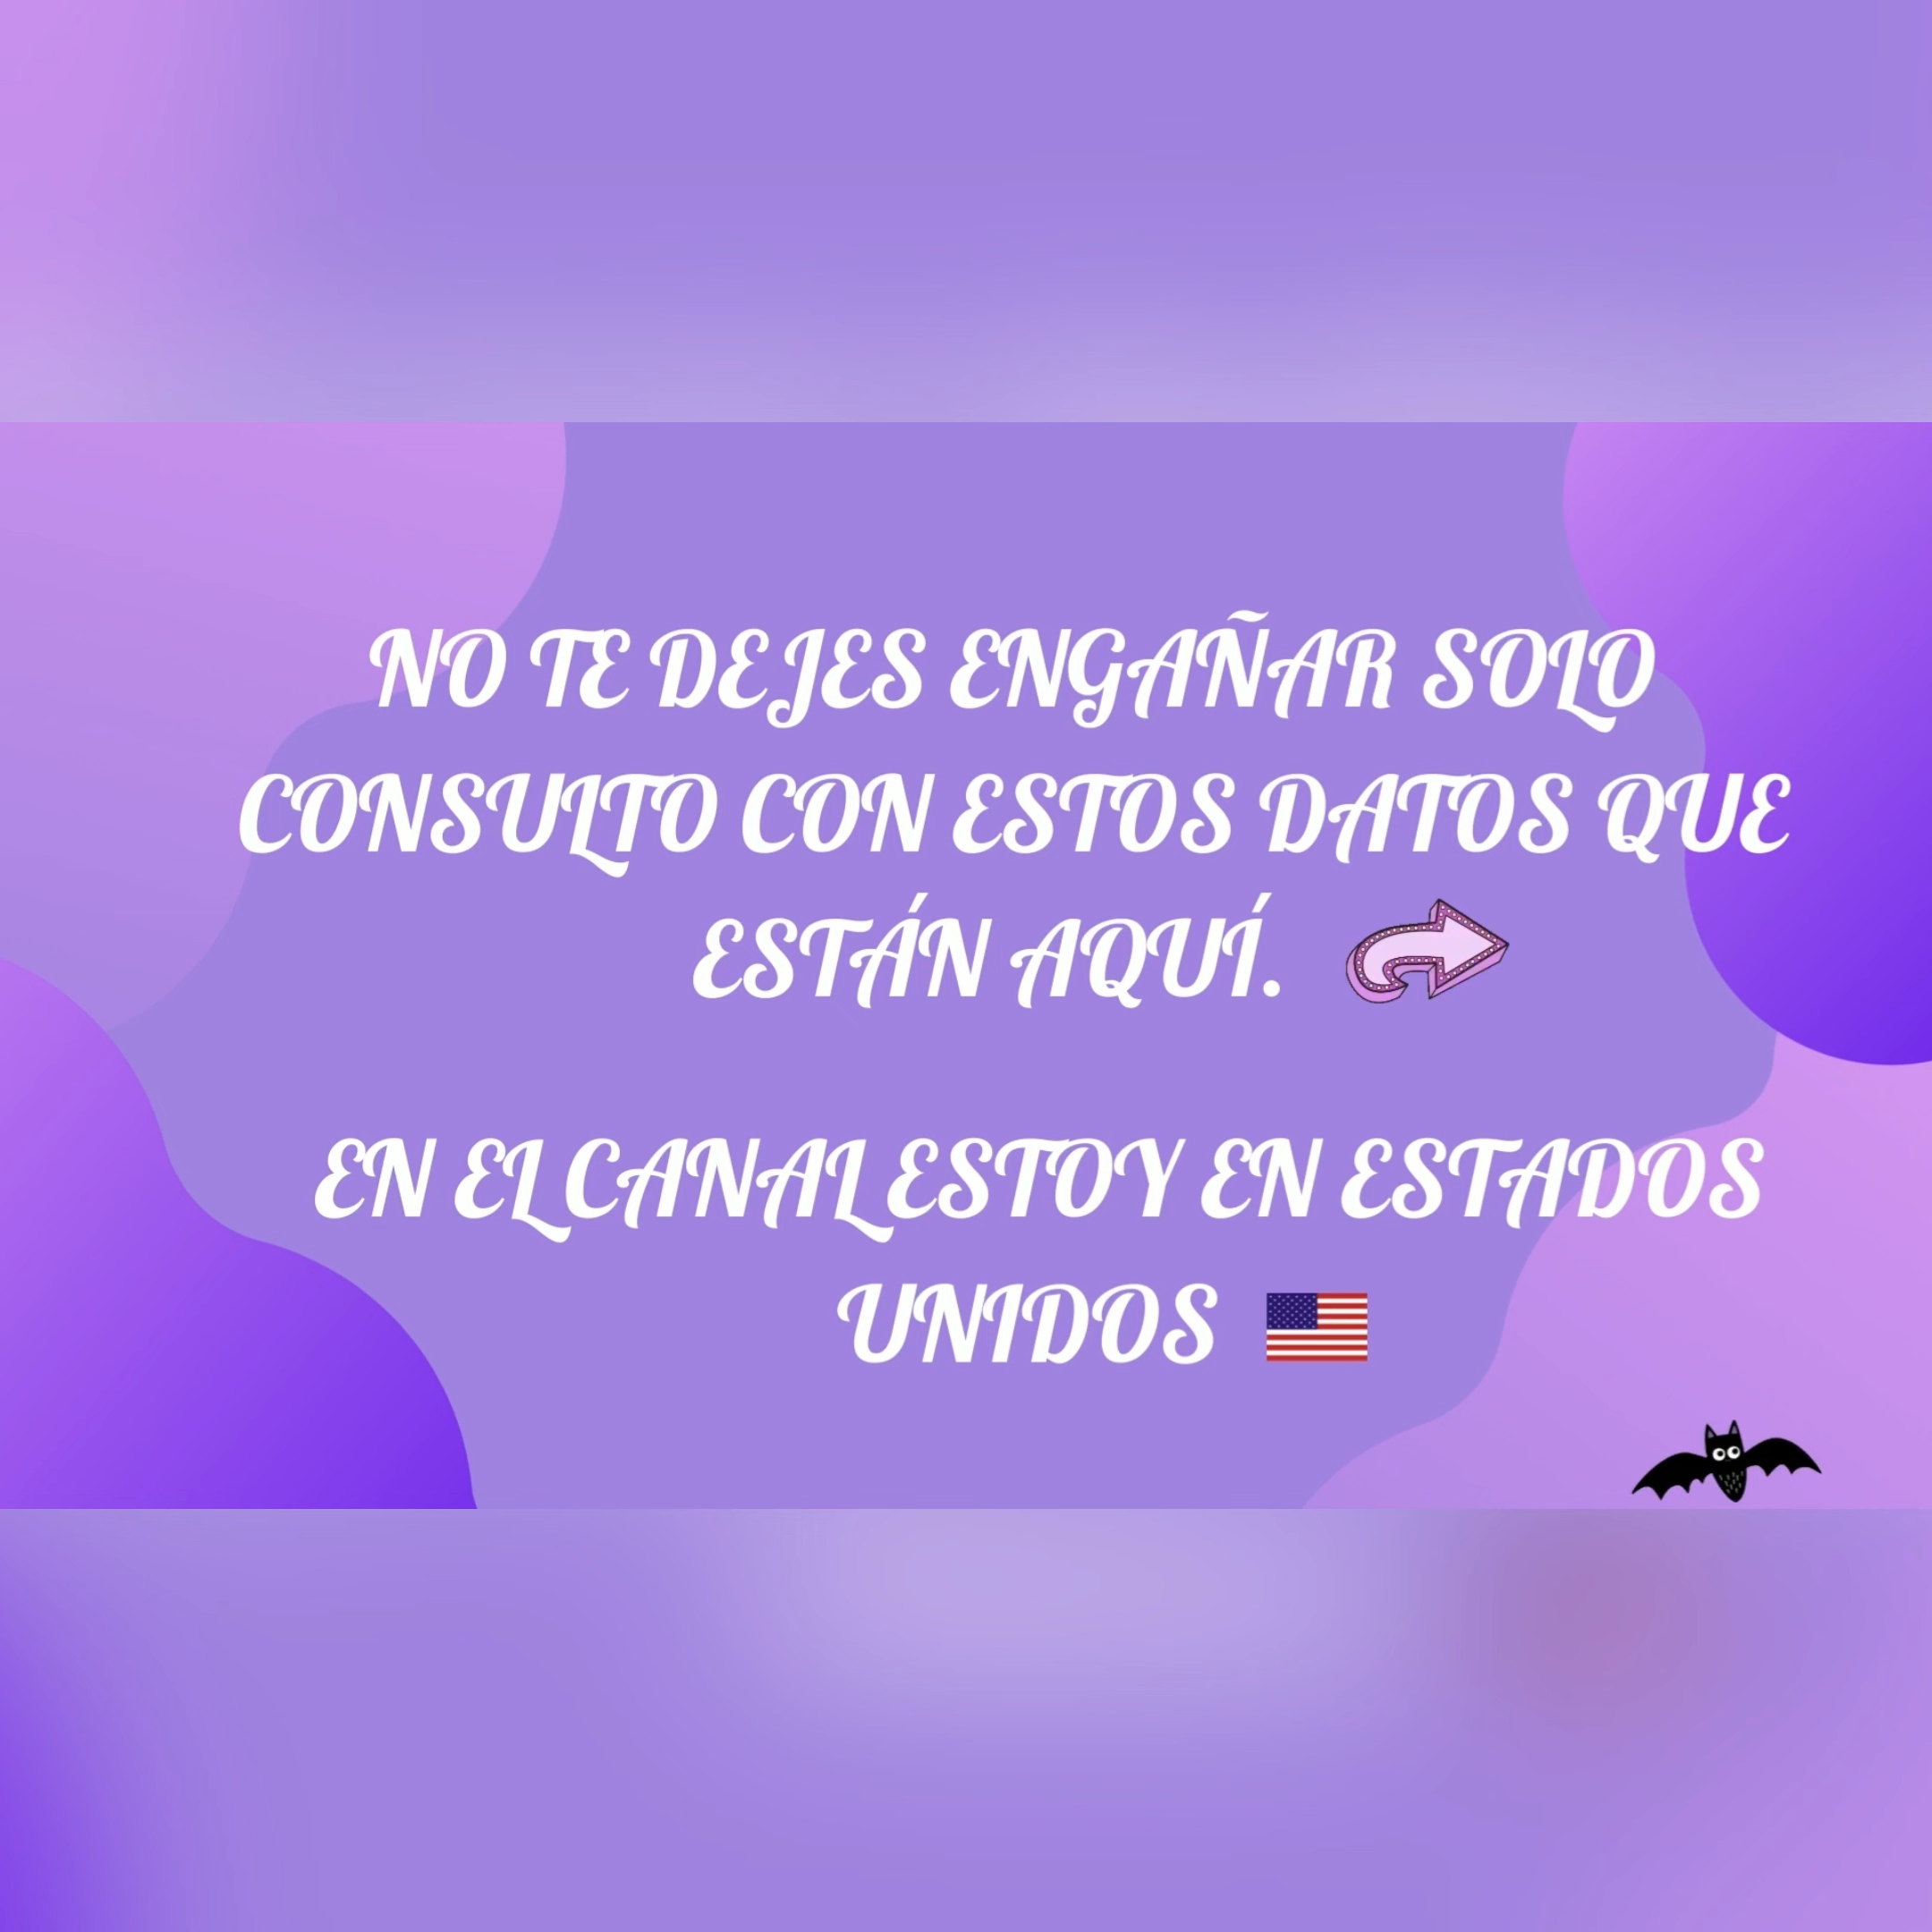 NO TE DEJES ENGAÑAR SOLO
CONSULTO CON ESTOS DATOS QUE
ESTÁN AQUÍ.
EN EL CANAL ESTOY EN ESTADOS
UNIDOS